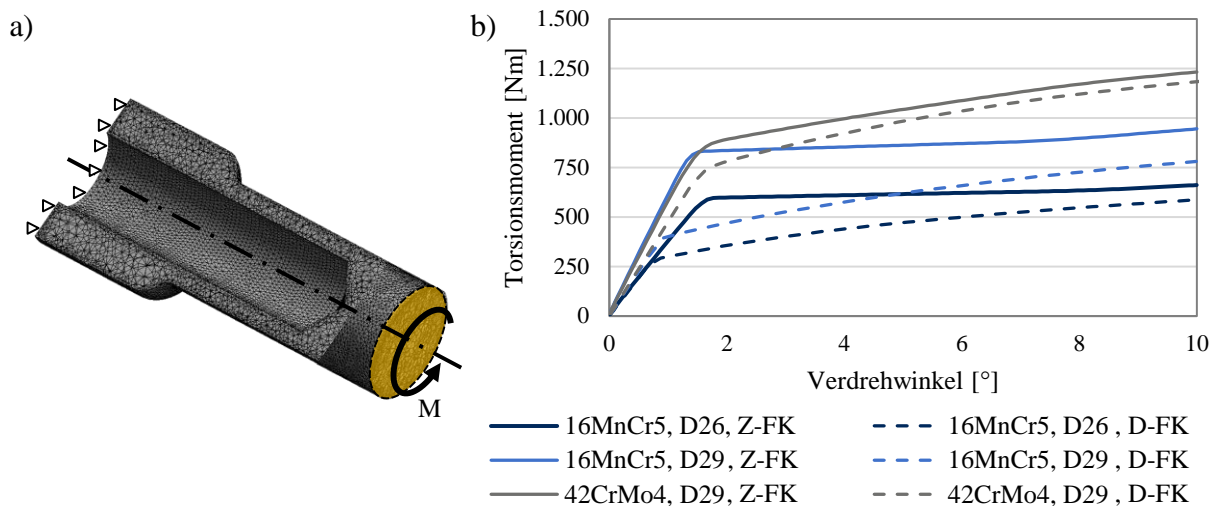 a)
M
b)
Torsionsmoment [Nm]
1.500
1.250
1.000
750
500
250
0
0 2 4 6 8 10
Verdrehwinkel [°]
16MnCr5, D26, Z-FK 16MnCr5, D26 , D-FK
16MnCr5, D29, Z-FK 16MnCr5, D29 , D-FK
42CrMo4, D29, Z-FK 42CrMo4, D29 , D-FK